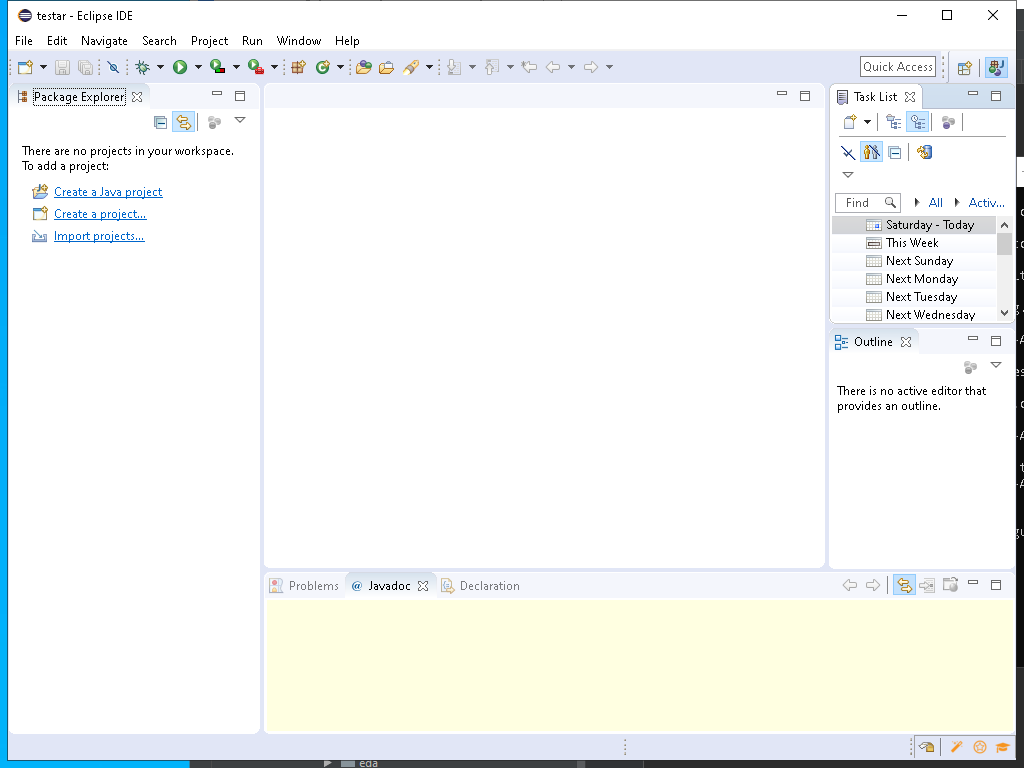 testar - Eclipse IDE
File Edit Navigate Search Project Run Window Help
Quick Access
Package Explorer
There are no projects in your workspace.
To add a project:
Create a Java project
Create a project...
Import projects...
Task List
Find All Activ...
Saturday - Today
This Week
Next Sunday
Next Monday
Next Tuesday
Next Wednesday
Outline
There is no active editor that
provides an outline.
Problems @ Javadoc Declaration
eda